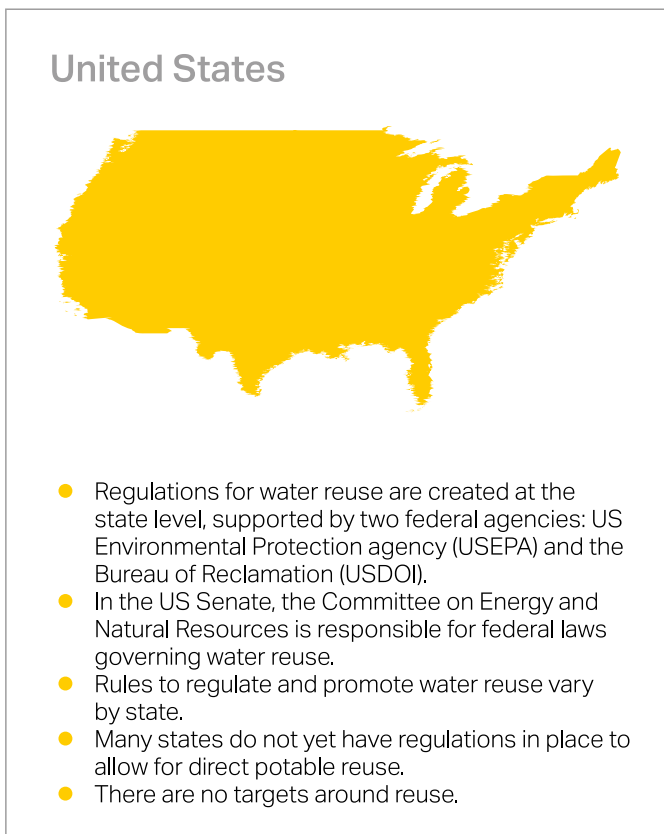 United States
● Regulations for water reuse are created at the
state level, supported by two federal agencies: US
Environmental Protection agency (USEPA) and the
Bureau of Reclamation (USDOI).
● In the US Senate, the Committee on Energy and
Natural Resources is responsible for federal laws
governing water reuse.
● Rules to regulate and promote water reuse vary
by state.
● Many states do not yet have regulations in place to
allow for direct potable reuse.
● There are no targets around reuse.